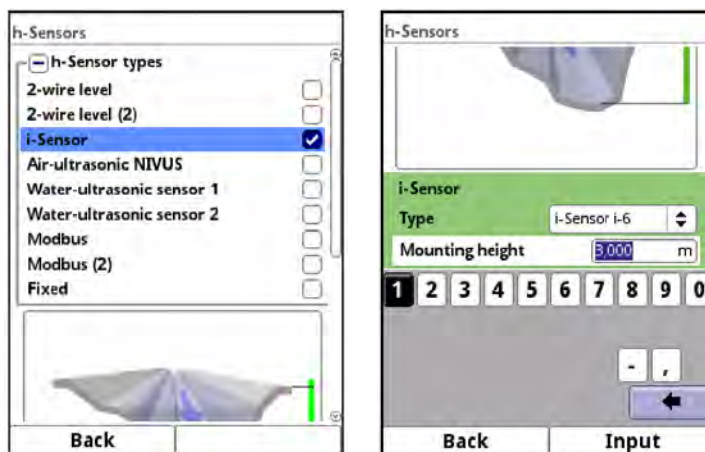 h-Sensors
h-Sensor types
2-wire level
2-wire level (2)
i-Sensor
Air-ultrasonic NIVUS
Water-ultrasonic sensor 1
Water-ultrasonic sensor 2
Modbus
Modbus (2)
Fixed
Back
h-Sensors
i-Sensor
Type i-Sensor i-6
Mounting height 3,000 m
1 2 3 4 5 6 7 8 9 0
- ,
Back Input